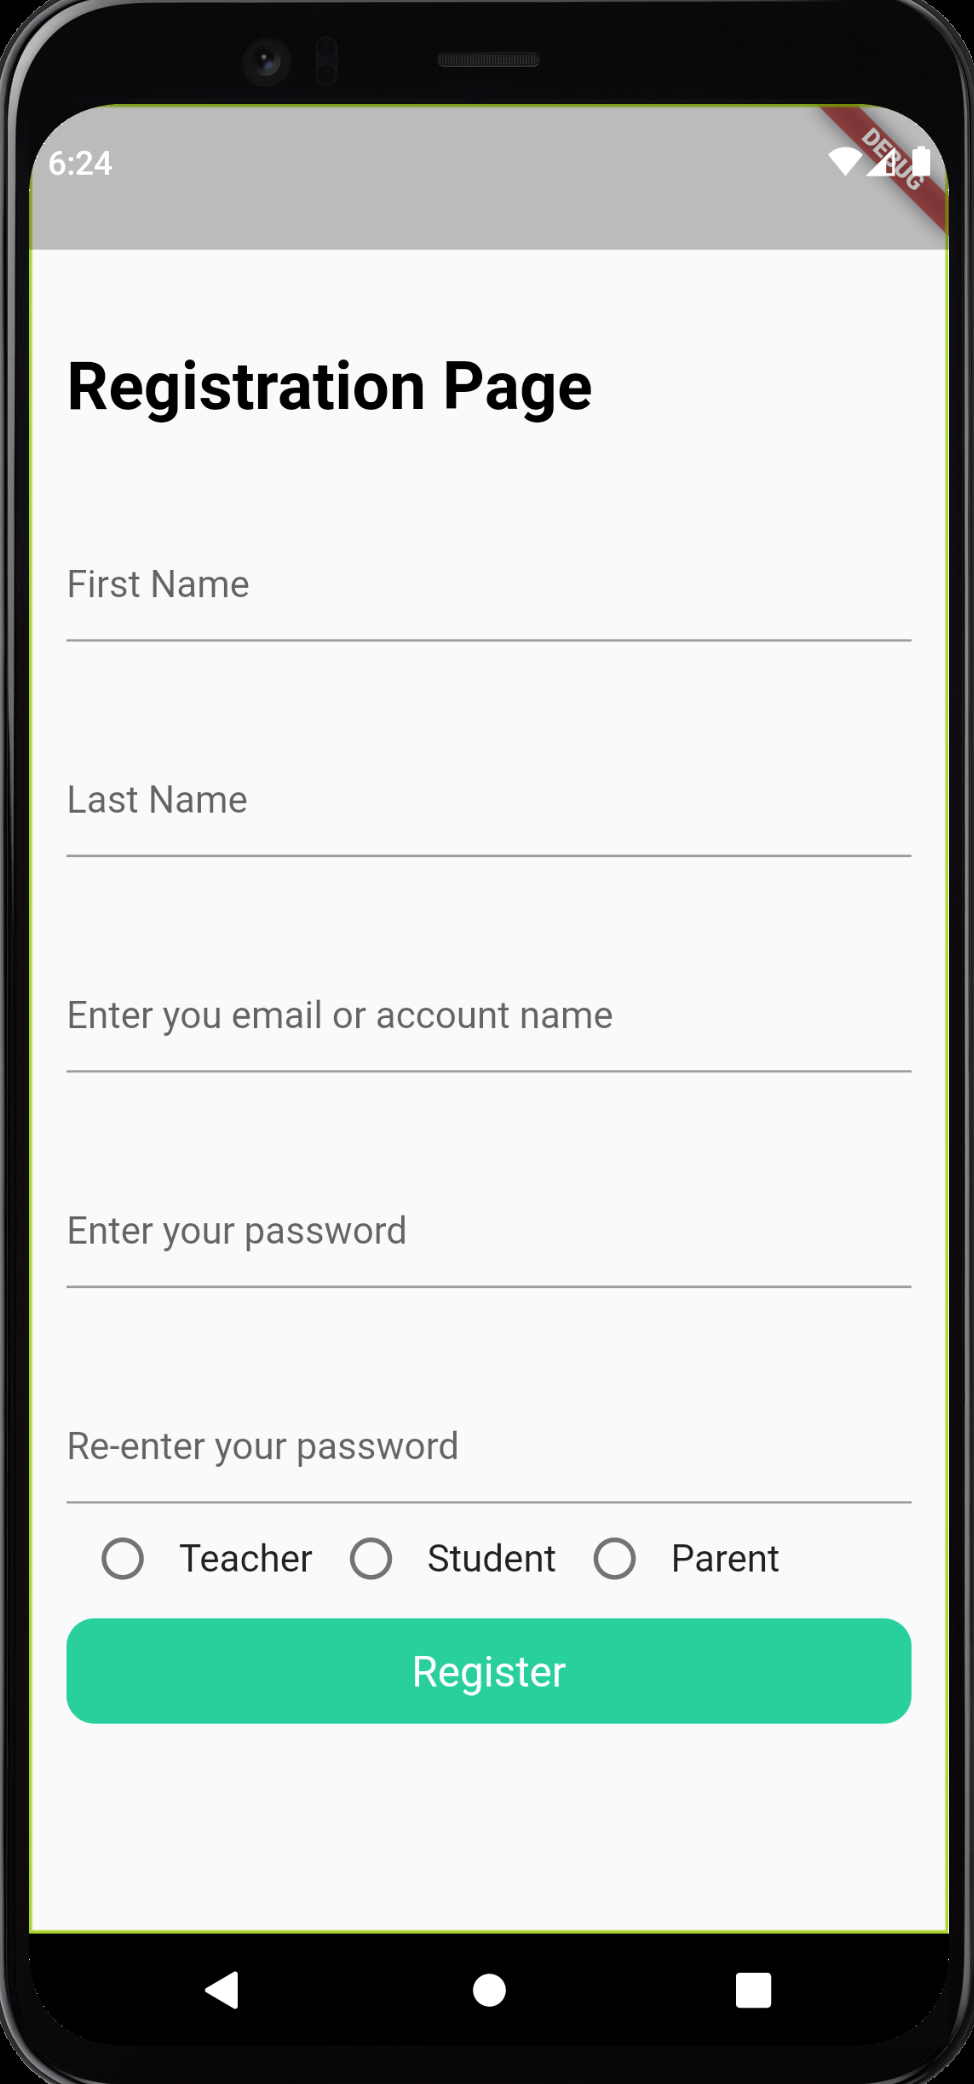 6:24
DEBUG
Registration Page
First Name
Last Name
Enter you email or account name
Enter your password
Re-enter your password
Teacher Student Parent
Register